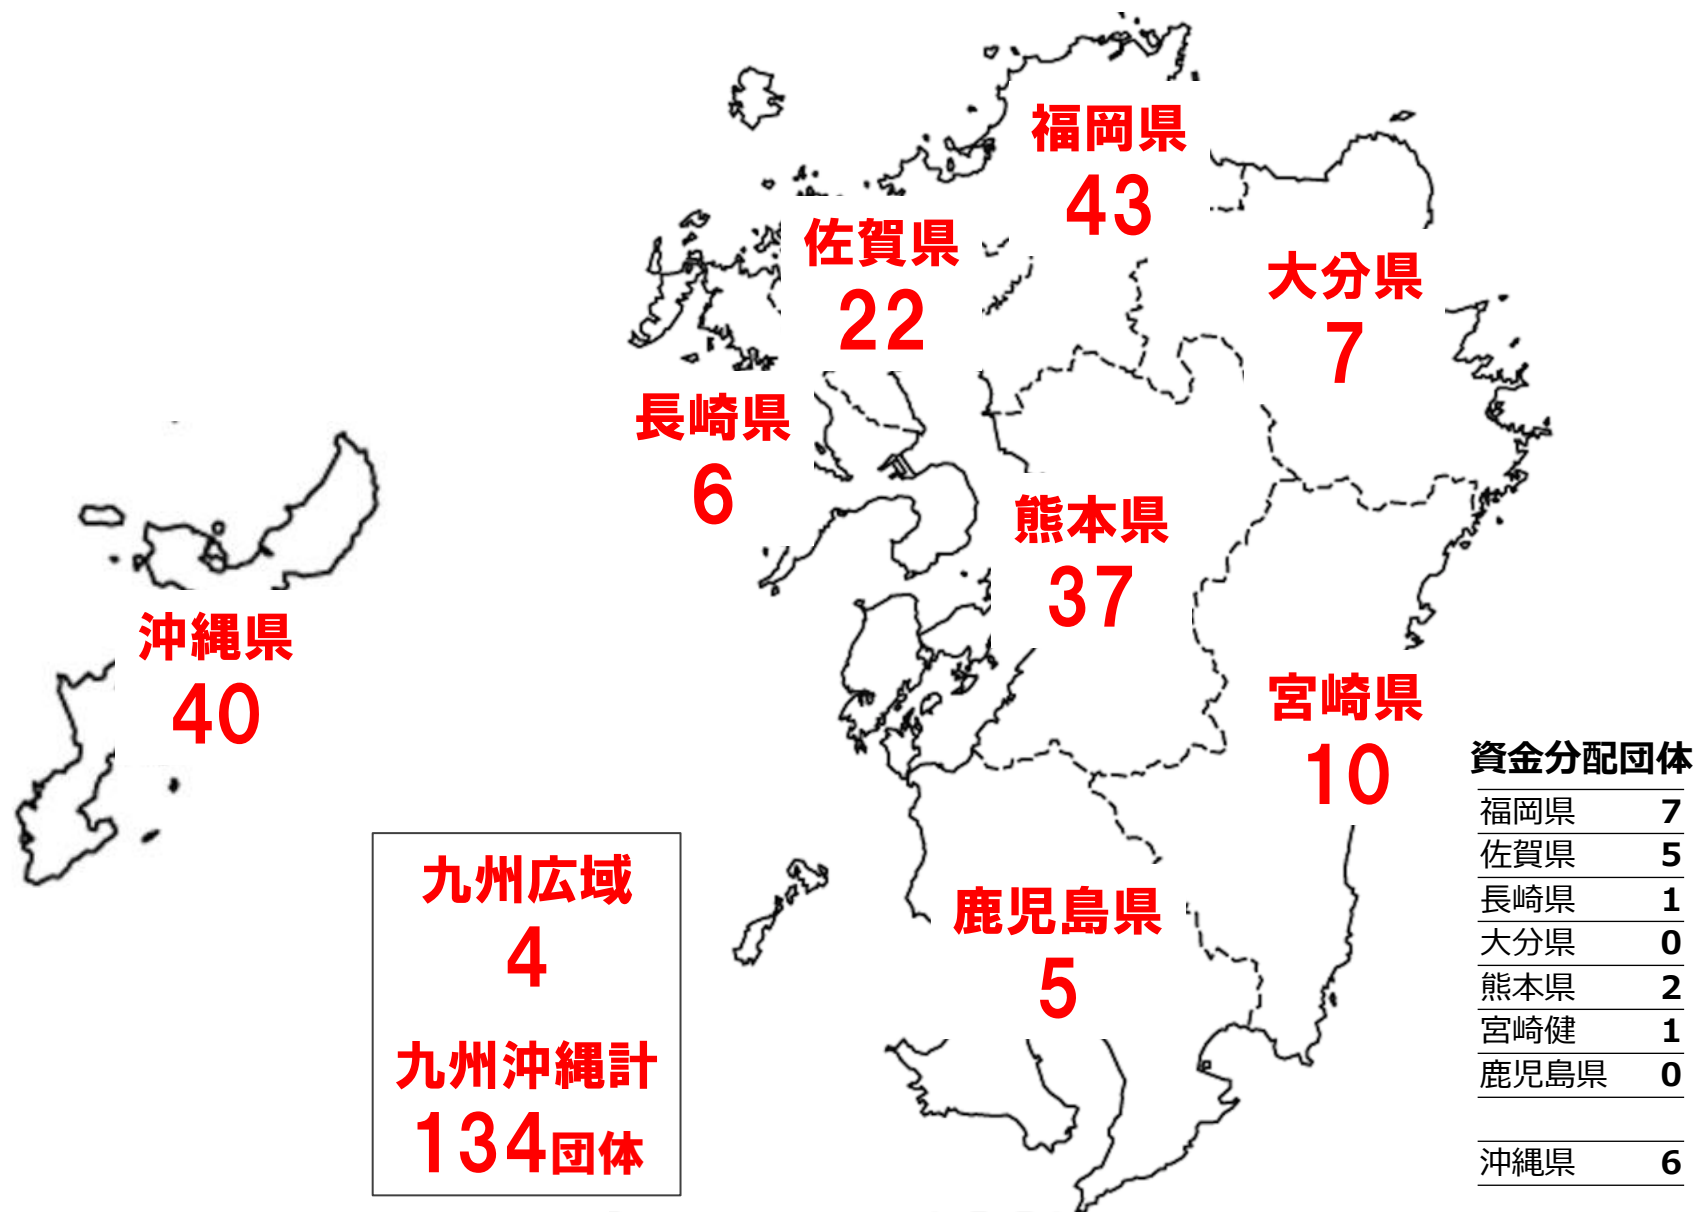 福岡県
43
佐賀県
22
大分県
7
長崎県
6
熊本県
37
沖縄県
40
宮崎県
10
鹿児島県
5
九州広域
4
九州沖縄計
134団体
資金分配団体
福岡県 7
佐賀県 5
長崎県 1
大分県 0
熊本県 2
宮崎健 1
鹿児島県 0
沖縄県 6